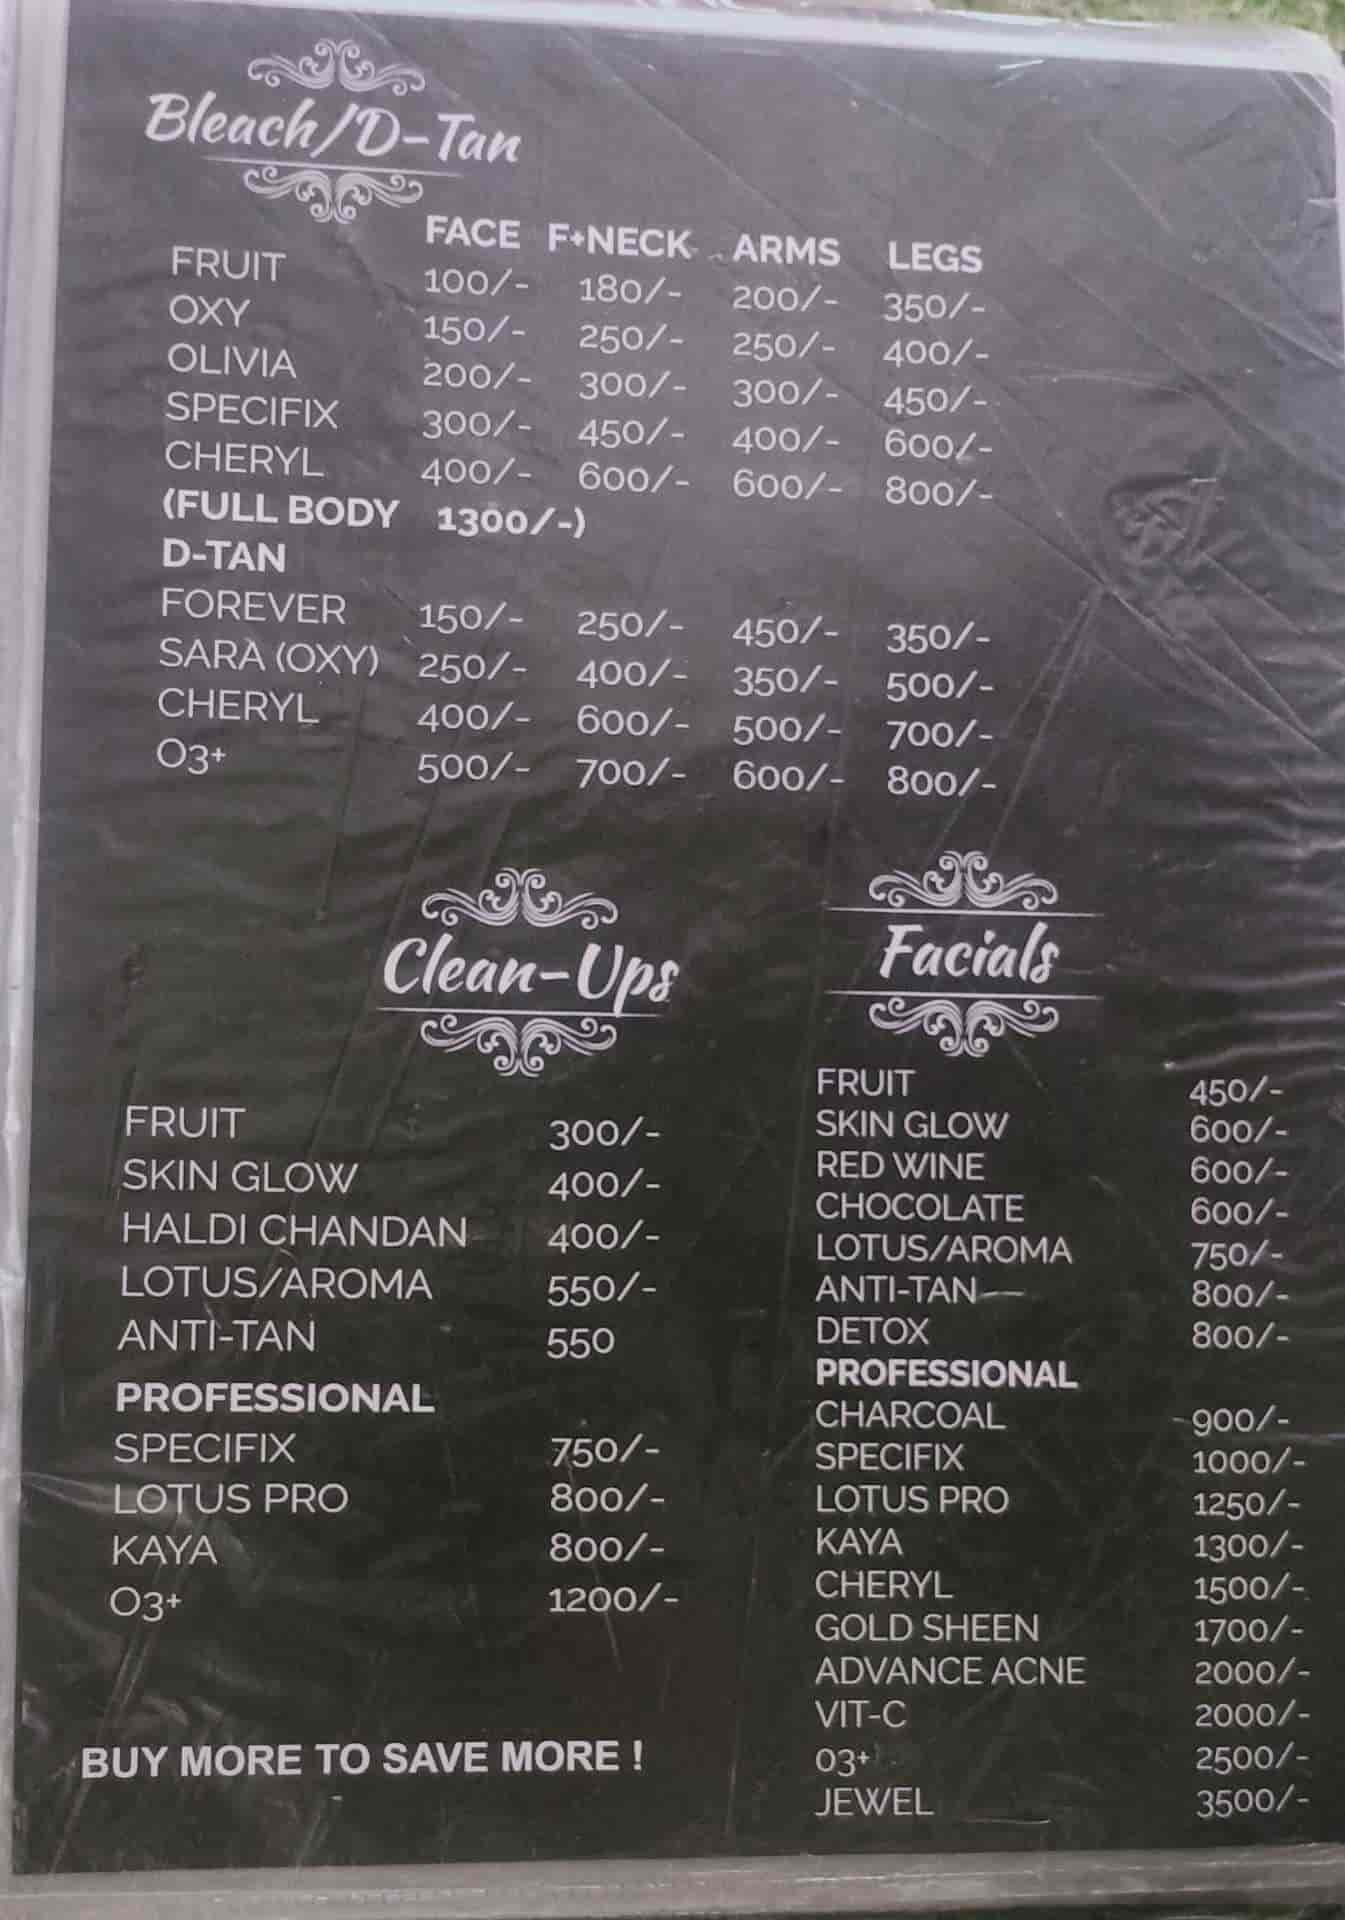 Bleach/D-Tan
FACE F+NECK ARMS LEGS
FRUIT 100/- 180/- 200/- 350/-
OXY 150/- 250/- 250/- 400/-
OLIVIA 200/- 300/- 300/- 450/-
SPECIFIX 300/- 450/- 400/- 600/-
CHERYL 400/- 600/- 600/- 800/-
(FULL BODY 1300/-)
D-TAN
FOREVER 150/- 250/- 450/- 350/-
SARA (OXY) 250/- 400/- 350/- 500/-
CHERYL 400/- 600/- 500/- 700/-
O3+ 500/- 700/- 600/- 800/-
Clean-Ups
FRUIT 300/-
SKIN GLOW 400/-
HALDI CHANDAN 400/-
LOTUS/AROMA 550/-
ANTI-TAN 550
PROFESSIONAL
SPECIFIX 750/-
LOTUS PRO 800/-
KAYA 800/-
O3+ 1200/-
BUY MORE TO SAVE MORE !
Facials
FRUIT 450/-
SKIN GLOW 600/-
RED WINE 600/-
CHOCOLATE 600/-
LOTUS/AROMA 750/-
ANTI-TAN 800/-
DETOX 800/-
PROFESSIONAL
CHARCOAL 900/-
SPECIFIX 1000/-
LOTUS PRO 1250/-
KAYA 1300/-
CHERYL 1500/-
GOLD SHEEN 1700/-
ADVANCE ACNE 2000/-
VIT-C 2000/-
03+ 2500/-
JEWEL 3500/-